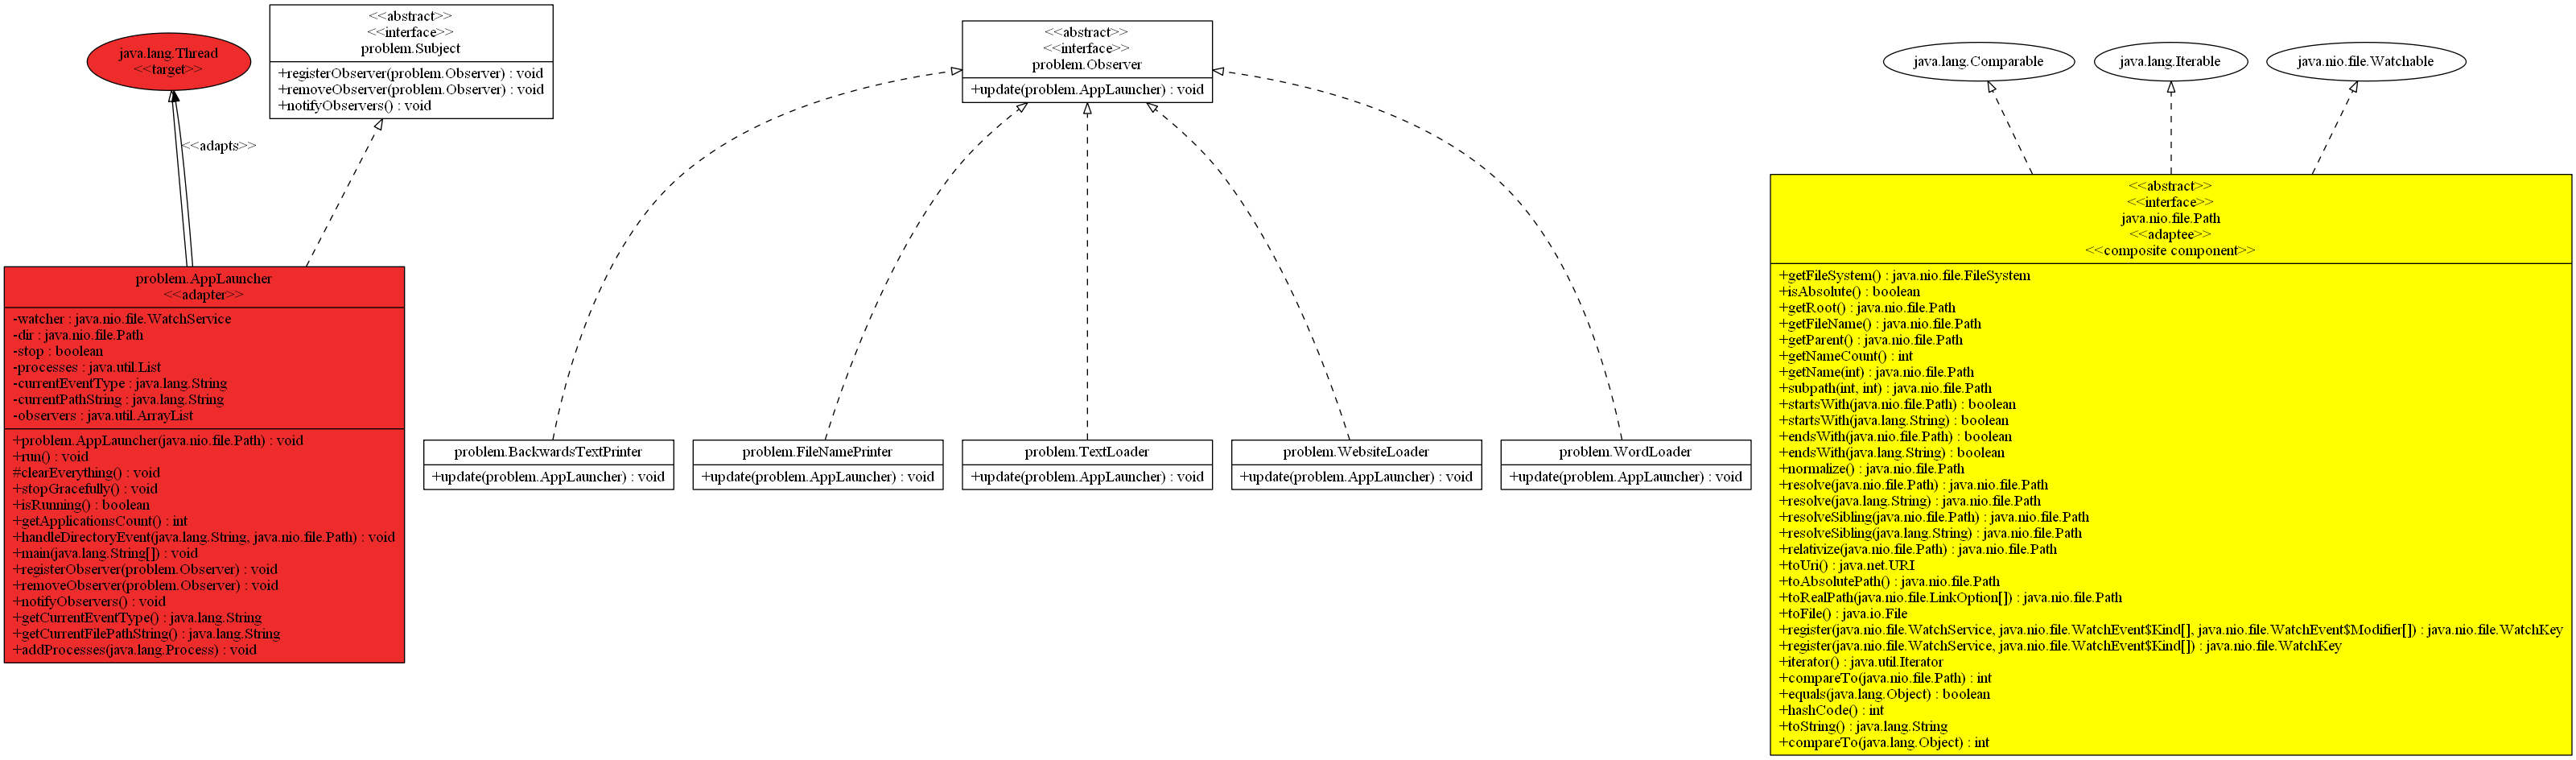 java.lang.Thread
<<target>>
<<abstract>>
<<interface>>
problem.Subject
+registerObserver(problem.Observer) : void
+removeObserver(problem.Observer) : void
+notifyObservers() : void
<<abstract>>
<<interface>>
problem.Observer
+update(problem.AppLauncher) : void
java.lang.Comparable
java.lang.Iterable
java.nio.file.Watchable
<<adapts>>
problem.AppLauncher
<<adapter>>
-watcher : java.nio.file.WatchService
-dir : java.nio.file.Path
-stop : boolean
-processes : java.util.List
-currentEventType : java.lang.String
-currentPathString : java.lang.String
-observers : java.util.ArrayList
+problem.AppLauncher(java.nio.file.Path) : void
+run() : void
#clearEverything() : void
+stopGracefully() : void
+isRunning() : boolean
+getApplicationsCount() : int
+handleDirectoryEvent(java.lang.String, java.nio.file.Path) : void
+main(java.lang.String[]) : void
+registerObserver(problem.Observer) : void
+removeObserver(problem.Observer) : void
+notifyObservers() : void
+getCurrentEventType() : java.lang.String
+getCurrentFilePathString() : java.lang.String
+addProcesses(java.lang.Process) : void
problem.BackwardsTextPrinter
+update(problem.AppLauncher) : void
problem.FileNamePrinter
+update(problem.AppLauncher) : void
problem.TextLoader
+update(problem.AppLauncher) : void
problem.WebsiteLoader
+update(problem.AppLauncher) : void
problem.WordLoader
+update(problem.AppLauncher) : void
<<abstract>>
<<interface>>
java.nio.file.Path
<<adaptee>>
<<composite component>>
+getFileSystem() : java.nio.file.FileSystem
+isAbsolute() : boolean
+getRoot() : java.nio.file.Path
+getFileName() : java.nio.file.Path
+getParent() : java.nio.file.Path
+getNameCount() : int
+getName(int) : java.nio.file.Path
+subpath(int, int) : java.nio.file.Path
+startsWith(java.nio.file.Path) : boolean
+startsWith(java.lang.String) : boolean
+endsWith(java.nio.file.Path) : boolean
+endsWith(java.lang.String) : boolean
+normalize() : java.nio.file.Path
+resolve(java.nio.file.Path) : java.nio.file.Path
+resolve(java.lang.String) : java.nio.file.Path
+resolveSibling(java.nio.file.Path) : java.nio.file.Path
+resolveSibling(java.lang.String) : java.nio.file.Path
+relativize(java.nio.file.Path) : java.nio.file.Path
+toUri() : java.net.URI
+toAbsolutePath() : java.nio.file.Path
+toRealPath(java.nio.file.LinkOption[]) : java.nio.file.Path
+toFile() : java.io.File
+register(java.nio.file.WatchService, java.nio.file.WatchEvent$Kind[], java.nio.file.WatchEvent$Modifier[]) : java.nio.file.WatchKey
+register(java.nio.file.WatchService, java.nio.file.WatchEvent$Kind[]) : java.nio.file.WatchKey
+iterator() : java.util.Iterator
+compareTo(java.nio.file.Path) : int
+equals(java.lang.Object) : boolean
+hashCode() : int
+toString() : java.lang.String
+compareTo(java.lang.Object) : int